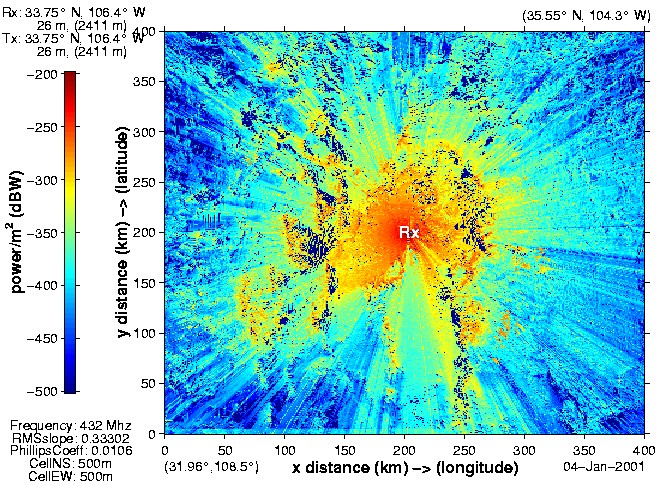 Rx: 33.75° N, 106.4° W
26 m, (2411 m)
Tx: 33.75° N, 106.4° W
26 m, (2411 m)
(35.55° N, 104.3° W)
−200
−250
−300
−350
−400
−450
−500
power/m² (dBW)
400
350
300
250
200
150
100
50
0
y distance (km) −> (latitude)
Rx
0 50 100 150 200 250 300 350 400
(31.96°,108.5°)
x distance (km) −> (longitude)
04−Jan−2001
Frequency: 432 Mhz
RMSslope: 0.33302
PhillipsCoeff: 0.0106
CellNS: 500m
CellEW: 500m